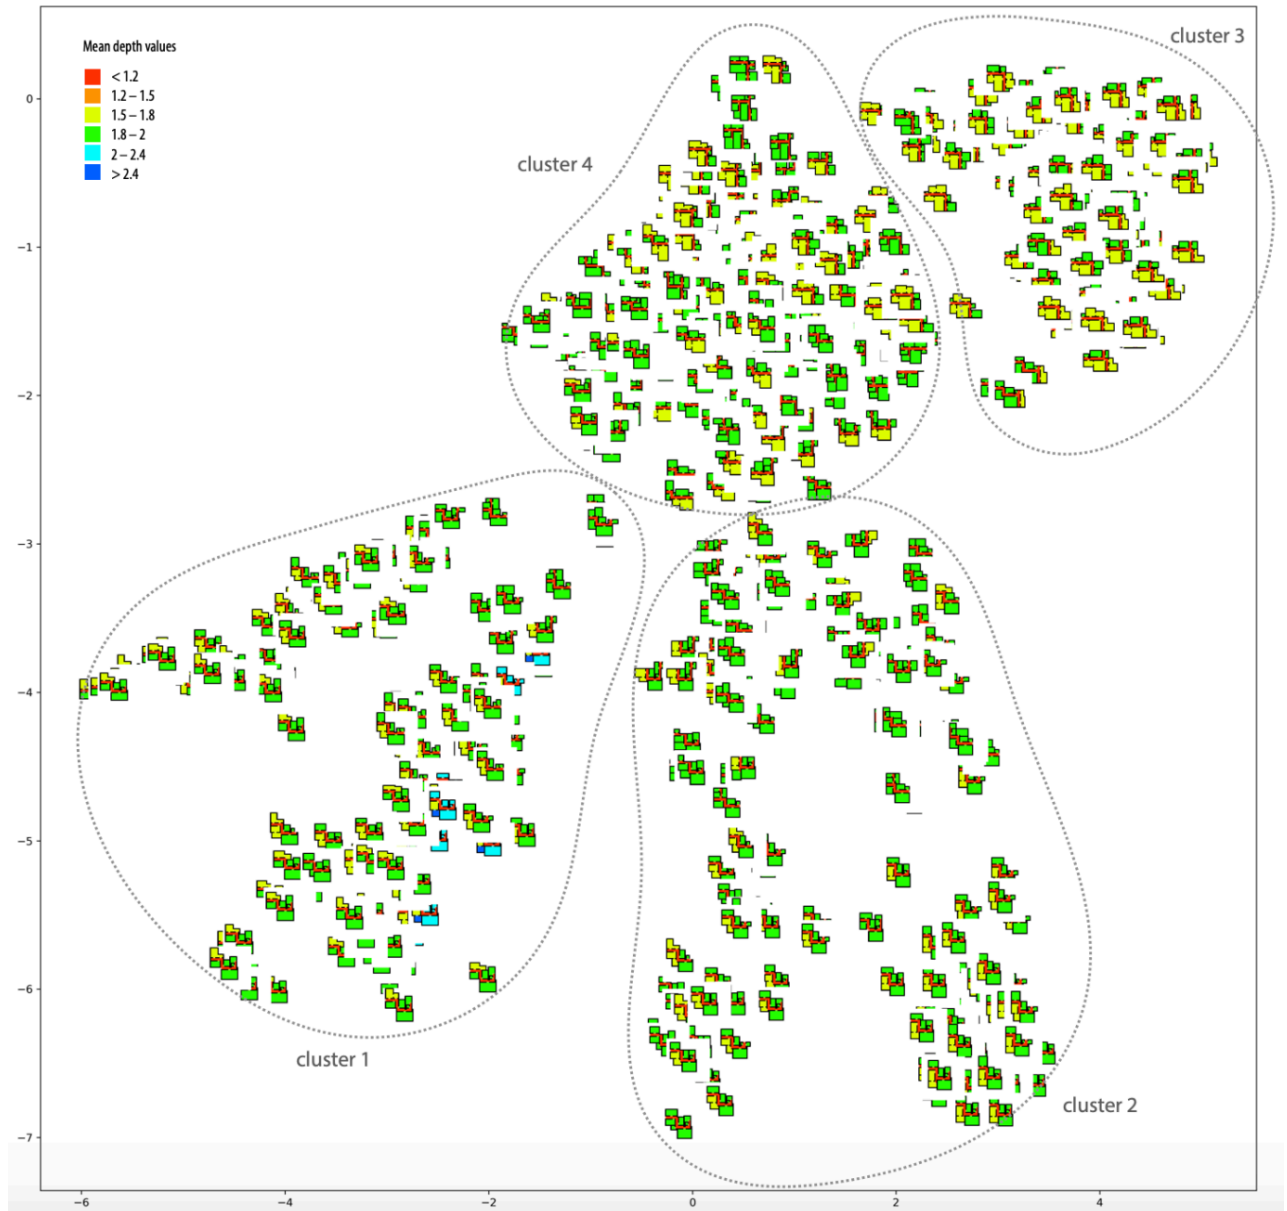 cluster 3
Mean depth values
< 1.2
1.2 – 1.5
1.5 – 1.8
1.8 – 2
2 – 2.4
> 2.4
0
cluster 4
−1
−2
−3
−4
−5
−6
cluster 1
cluster 2
−7
−6
−4
−2
0
2
4